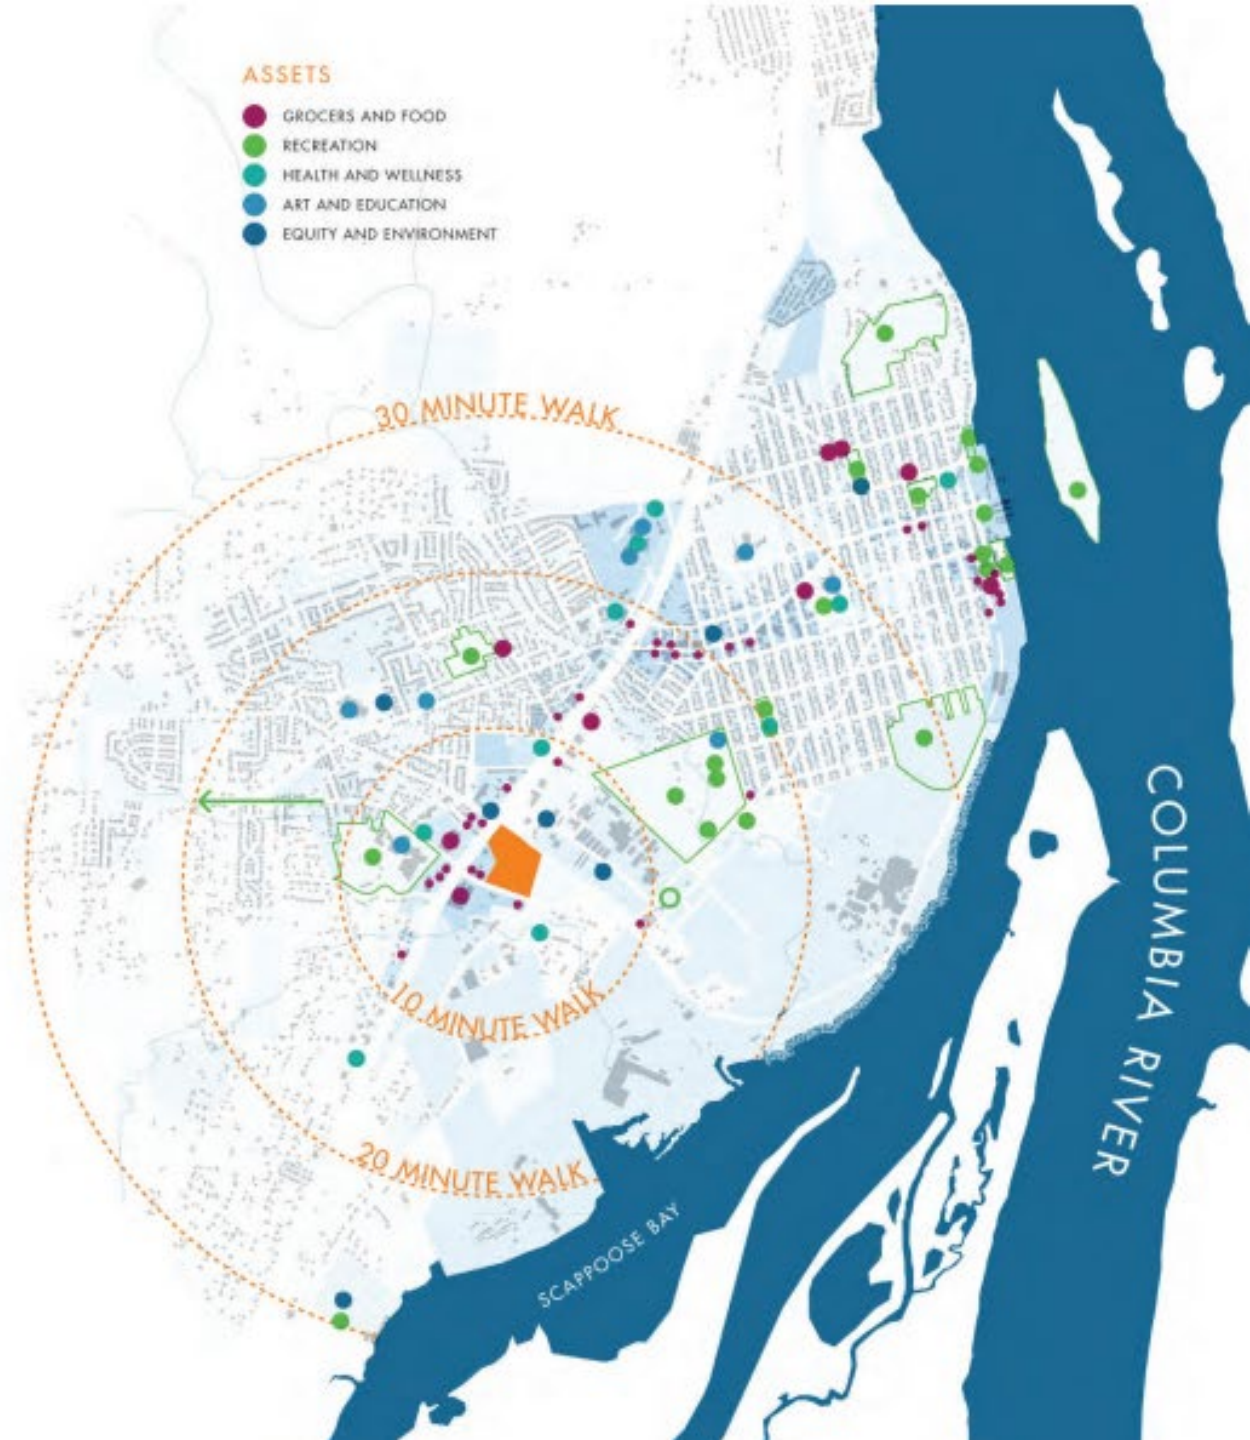 ASSETS
GROCERS AND FOOD
RECREATION
HEALTH AND WELLNESS
ART AND EDUCATION
EQUITY AND ENVIRONMENT
30 MINUTE WALK
10 MINUTE WALK
20 MINUTE WALK
SCAPPOOSE BAY
COLUMBIA RIVER